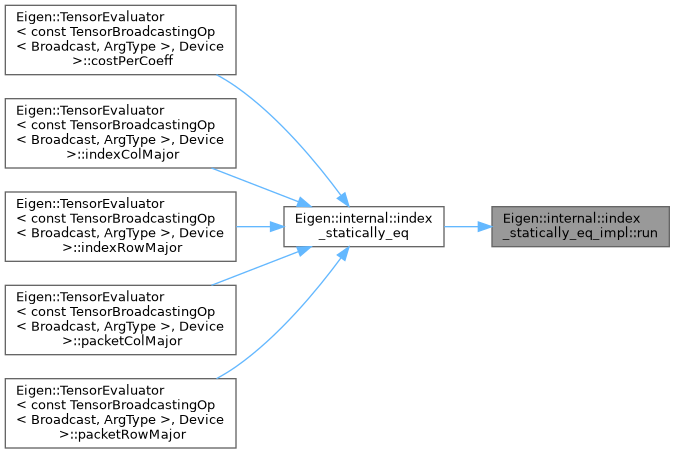 Eigen::TensorEvaluator
< const TensorBroadcastingOp
< Broadcast, ArgType >, Device
>::costPerCoeff
Eigen::TensorEvaluator
< const TensorBroadcastingOp
< Broadcast, ArgType >, Device
>::indexColMajor
Eigen::TensorEvaluator
< const TensorBroadcastingOp
< Broadcast, ArgType >, Device
>::indexRowMajor
Eigen::TensorEvaluator
< const TensorBroadcastingOp
< Broadcast, ArgType >, Device
>::packetColMajor
Eigen::TensorEvaluator
< const TensorBroadcastingOp
< Broadcast, ArgType >, Device
>::packetRowMajor
Eigen::internal::index
_statically_eq
Eigen::internal::index
_statically_eq_impl::run